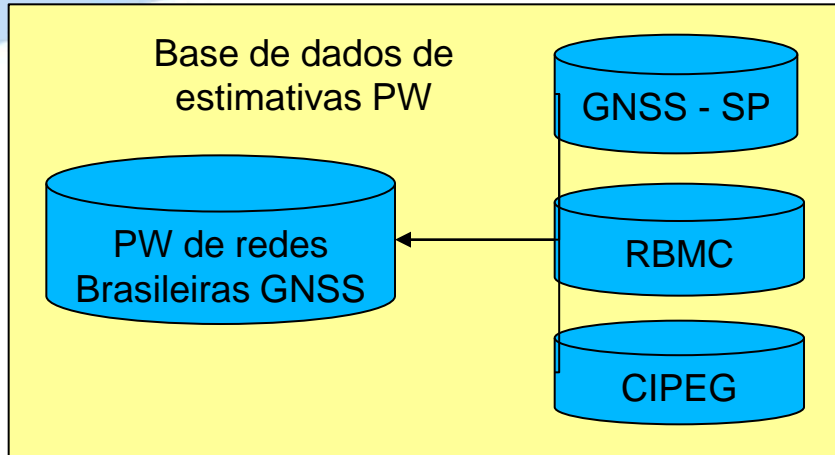 Base de dados de
estimativas PW
GNSS - SP
PW de redes
Brasileiras GNSS
RBMC
CIPEG